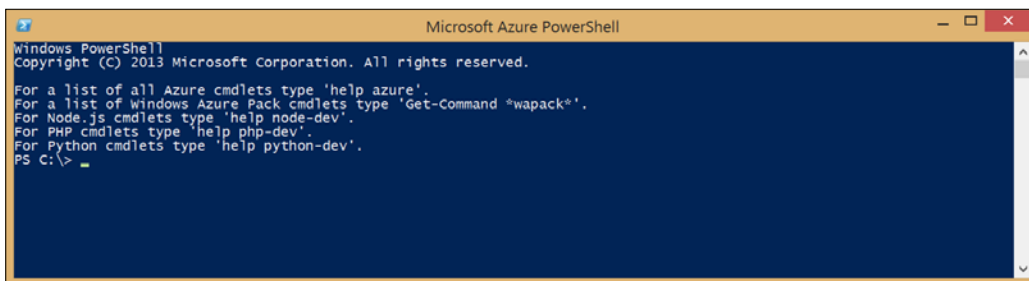 Microsoft Azure PowerShell
Windows PowerShell
Copyright (C) 2013 Microsoft Corporation. All rights reserved.
For a list of all Azure cmdlets type 'help azure'.
For a list of Windows Azure Pack cmdlets type 'Get-Command *wapack*'.
For Node.js cmdlets type 'help node-dev'.
For PHP cmdlets type 'help php-dev'.
For Python cmdlets type 'help python-dev'.
PS C:\> _